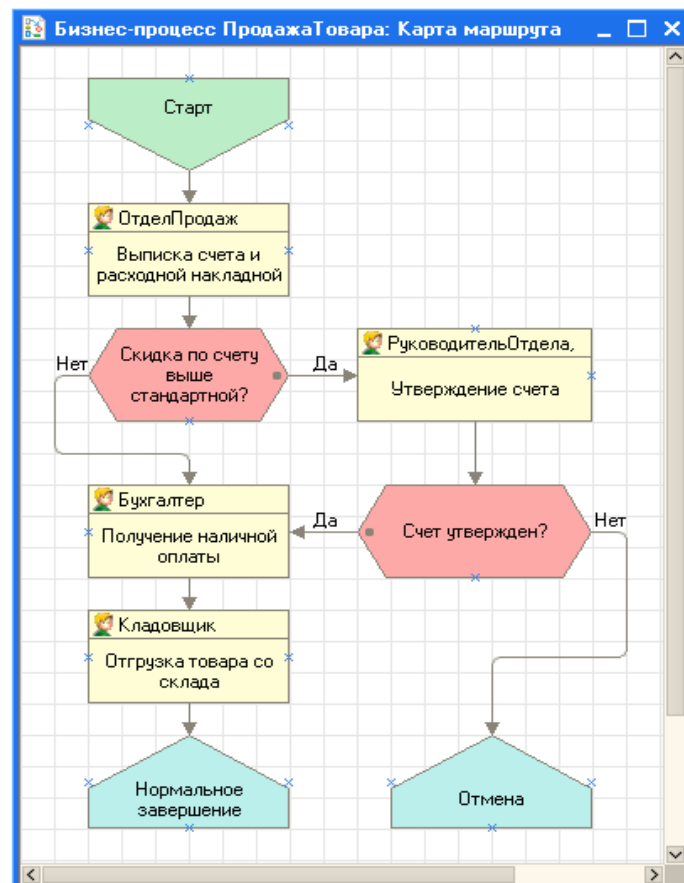 Бизнес-процесс ПродажаТовара: Карта маршрута
Старт
ОтделПродаж
Выписка счета и
расходной накладной
Скидка по счету
выше
стандартной?
Нет
Да
РуководительОтдела,
Утверждение счета
Бухгалтер
Получение наличной
оплаты
Да
Счет утвержден?
Нет
Кладовщик
Отгрузка товара со
склада
Нормальное
завершение
Отмена